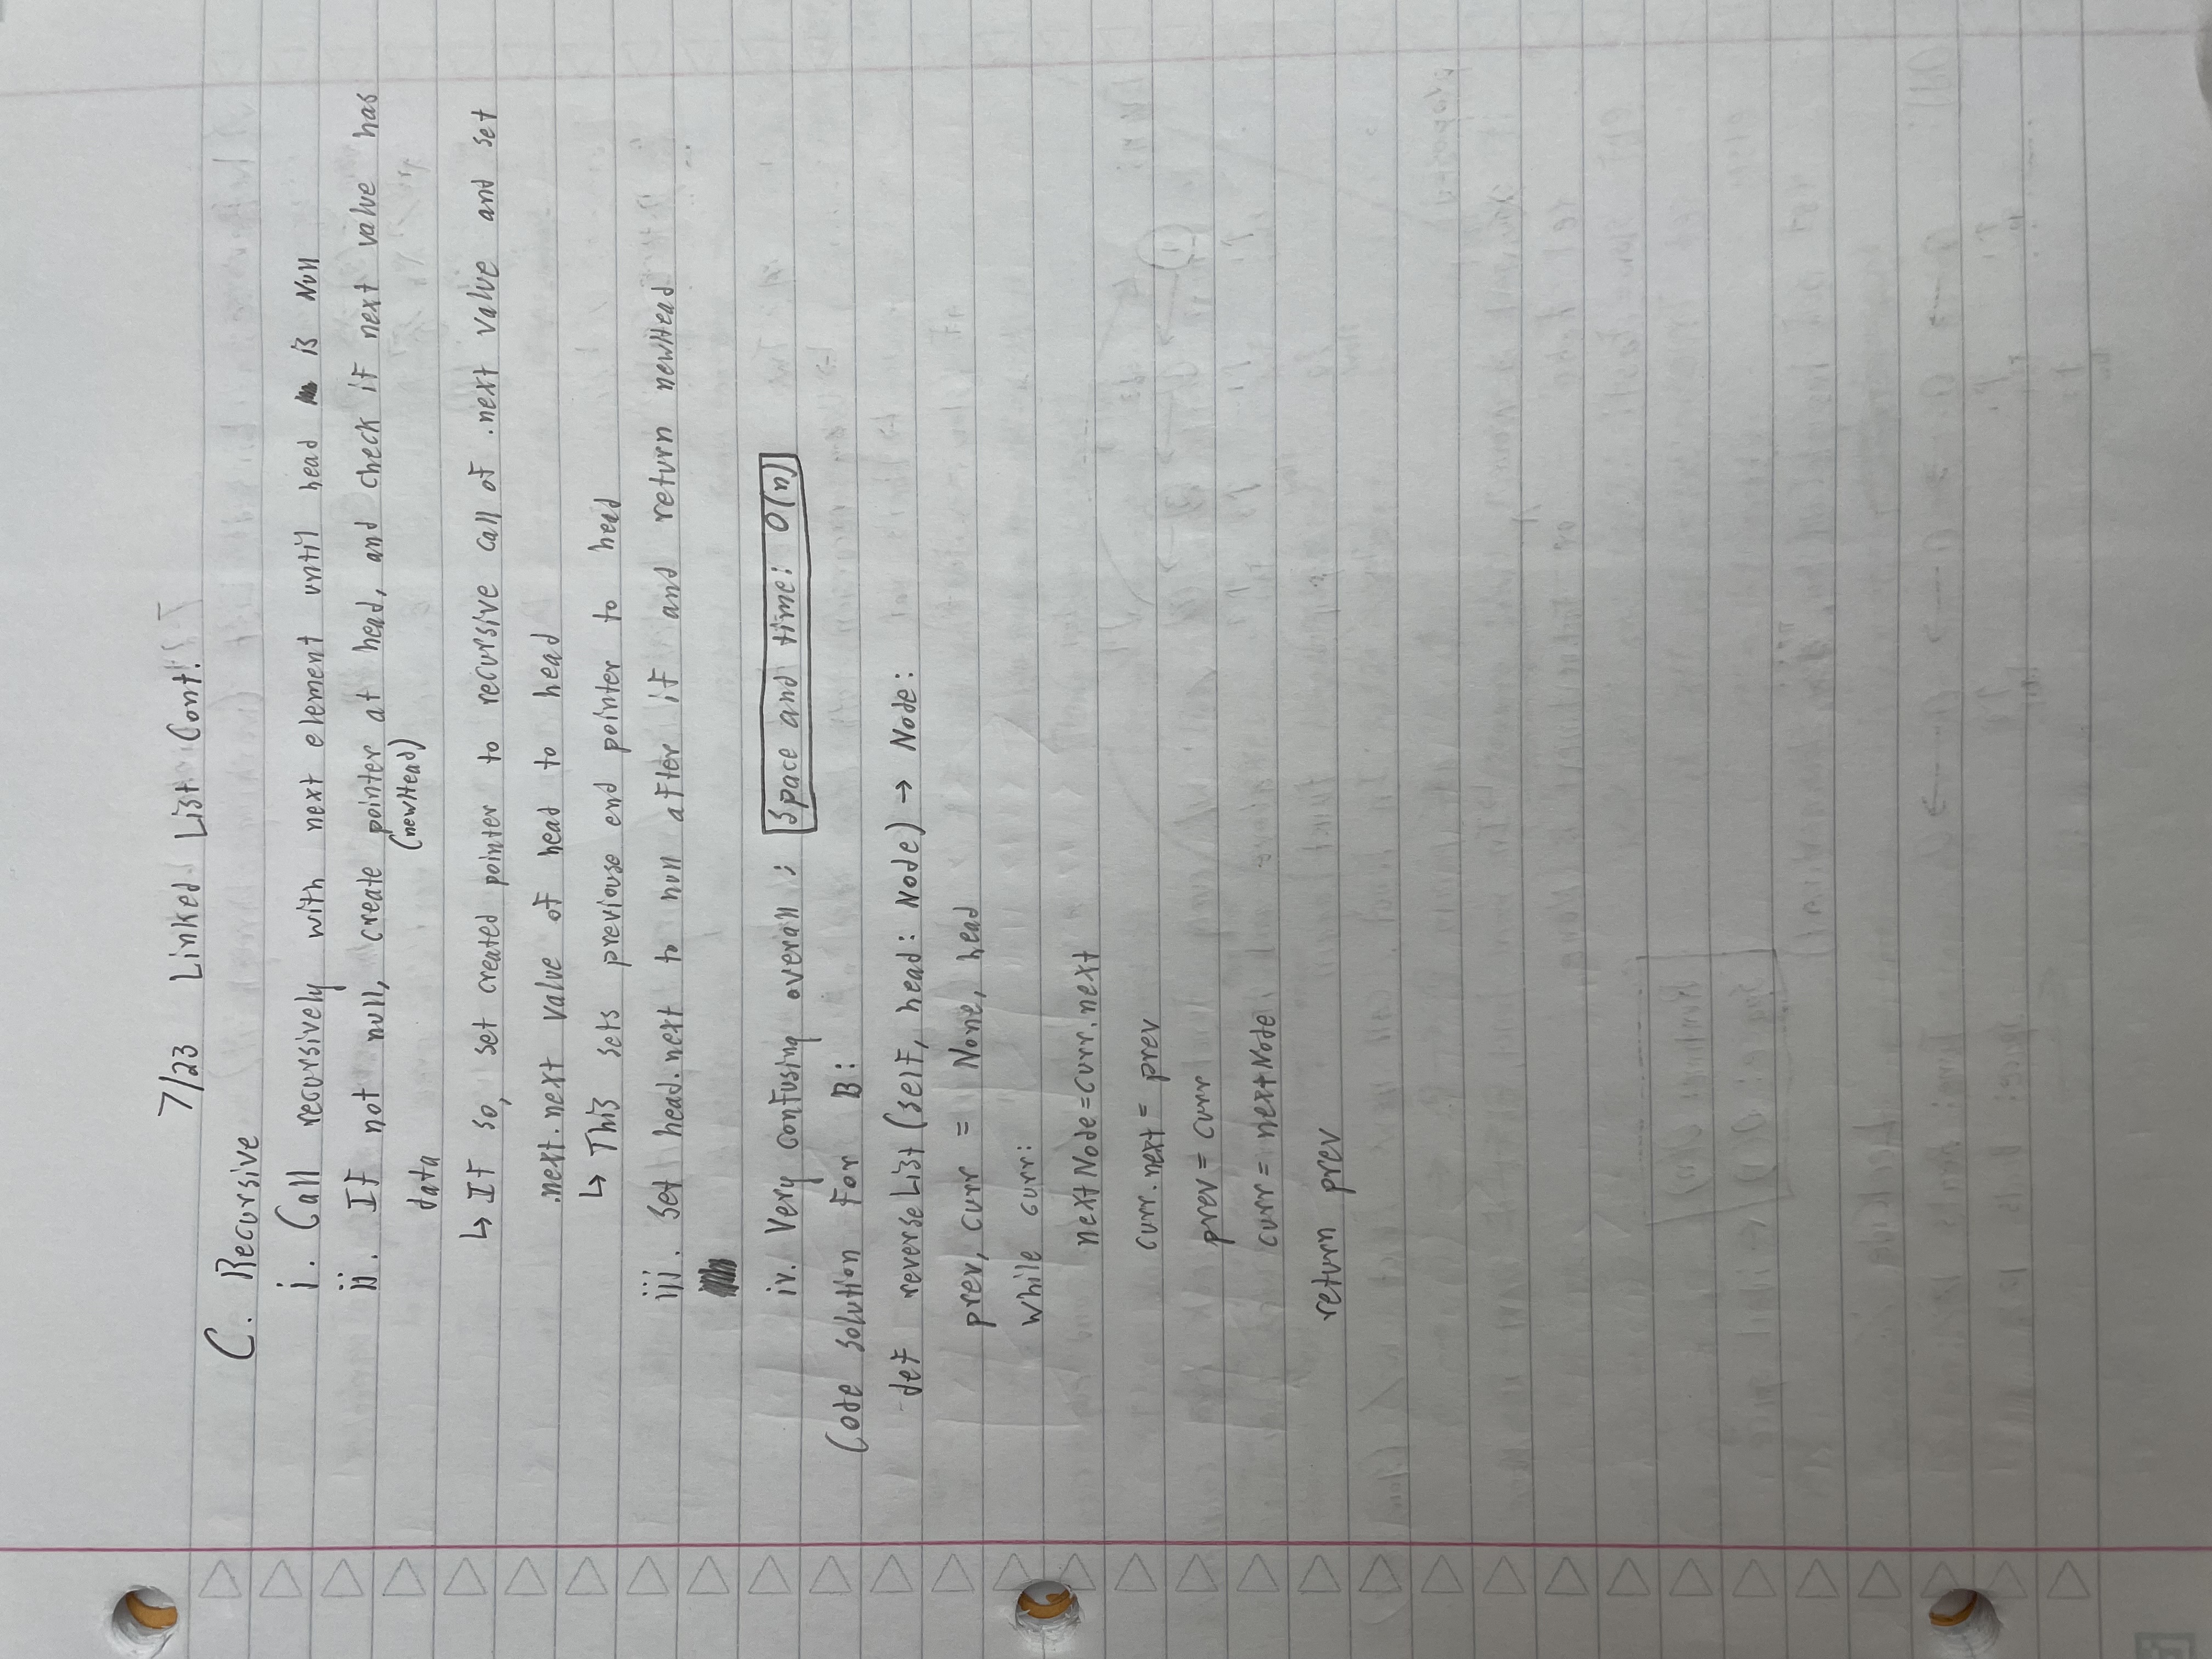 7/23 Linked List Cont.
C. Recursive
i. Call recursively with next element until head is Null
ii. If not null, create pointer at head, and check if next value has
(newHead)
data
↳ If so, set created pointer to recursive call of .next value and set
.next.next value of head to head
↳ This sets previouse end pointer to head
iii. Set head.next to null after if and return newHead
iv. Very confusing overall ; Space and time: O(n)
Code Solution For B:
def reverseList (self, head: Node) → Node:
prev, curr = None, head
while curr:
nextNode = curr.next
curr.next = prev
prev = curr
curr = nextNode
return prev